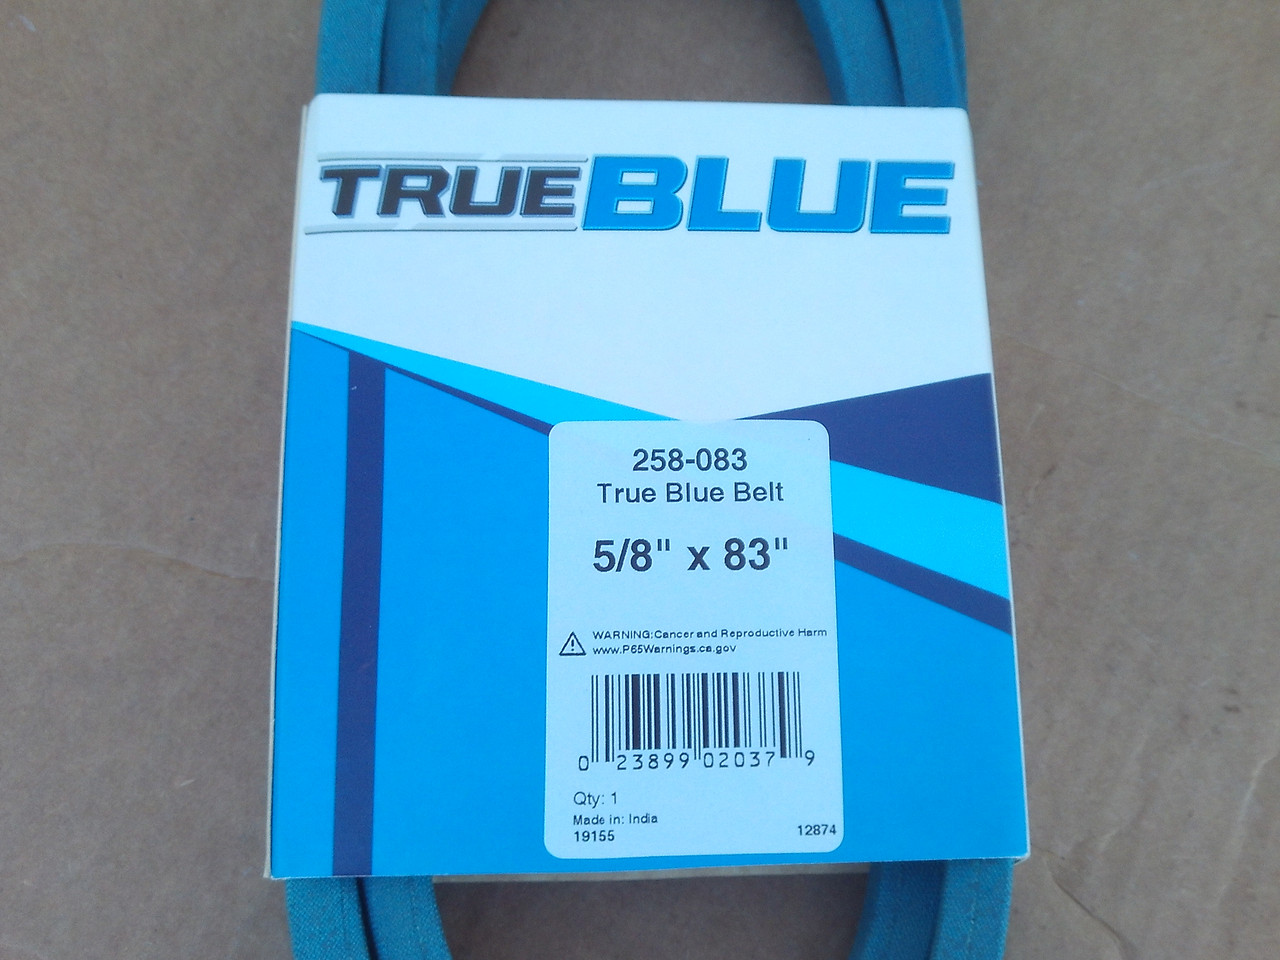 TRUEBLUE
258-083
True Blue Belt
5/8" x 83"
WARNING:Cancer and Reproductive Harm
www.P65Warnings.ca.gov
0 23899 02037 9
Qty: 1
Made in: India
19155 12874